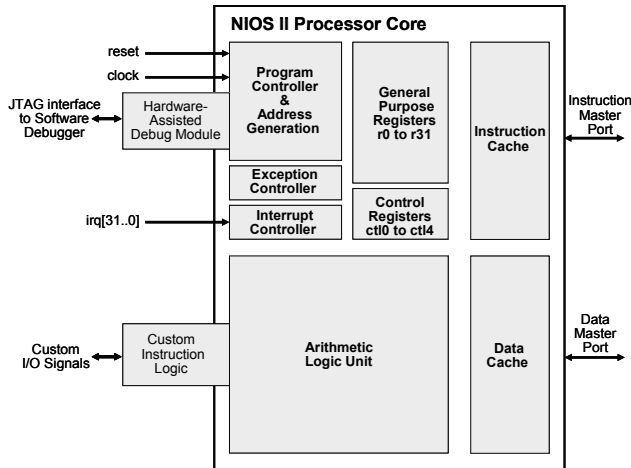 NIOS II Processor Core
reset
clock
JTAG interface
to Software
Debugger
Hardware-
Assisted
Debug Module
Program
Controller
&
Address
Generation
General
Purpose
Registers
r0 to r31
Instruction
Cache
Instruction
Master
Port
Exception
Controller
irq[31..0]
Interrupt
Controller
Control
Registers
ctl0 to ctl4
Custom
I/O Signals
Custom
Instruction
Logic
Arithmetic
Logic Unit
Data
Cache
Data
Master
Port